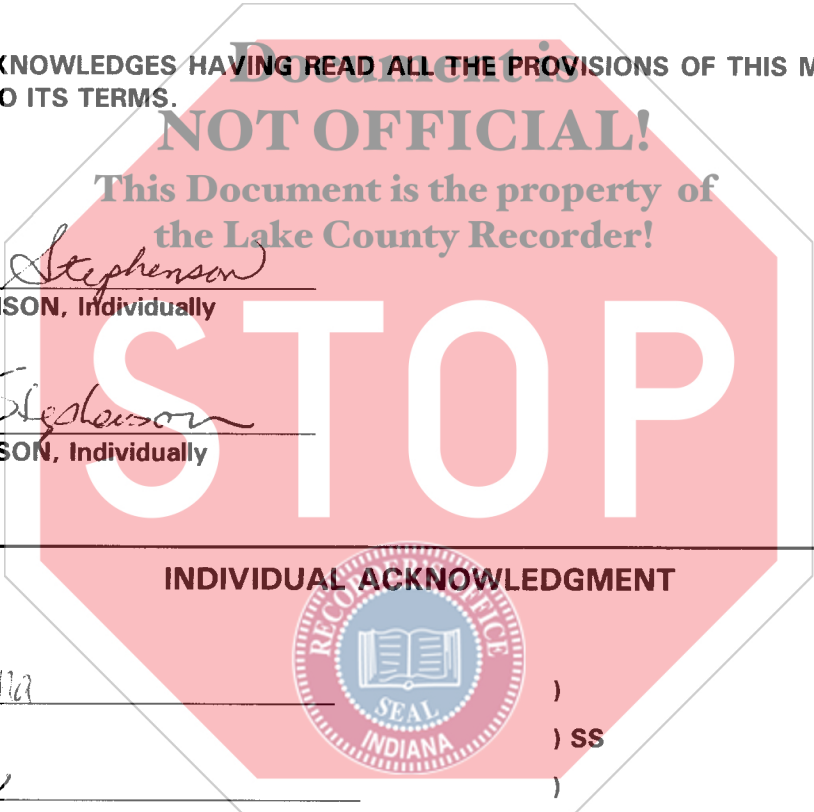 Document is
KNOWLEDGES HAVING READ ALL THE PROVISIONS OF THIS M
O ITS TERMS.
NOT OFFICIAL!
This Document is the property of
the Lake County Recorder!
Stephenson
SON, Individually
STOP
Stephenson
SON, Individually
INDIVIDUAL ACKNOWLEDGMENT
RECORDER'S OFFICE
SEAL
INDIANA
)
) SS
)